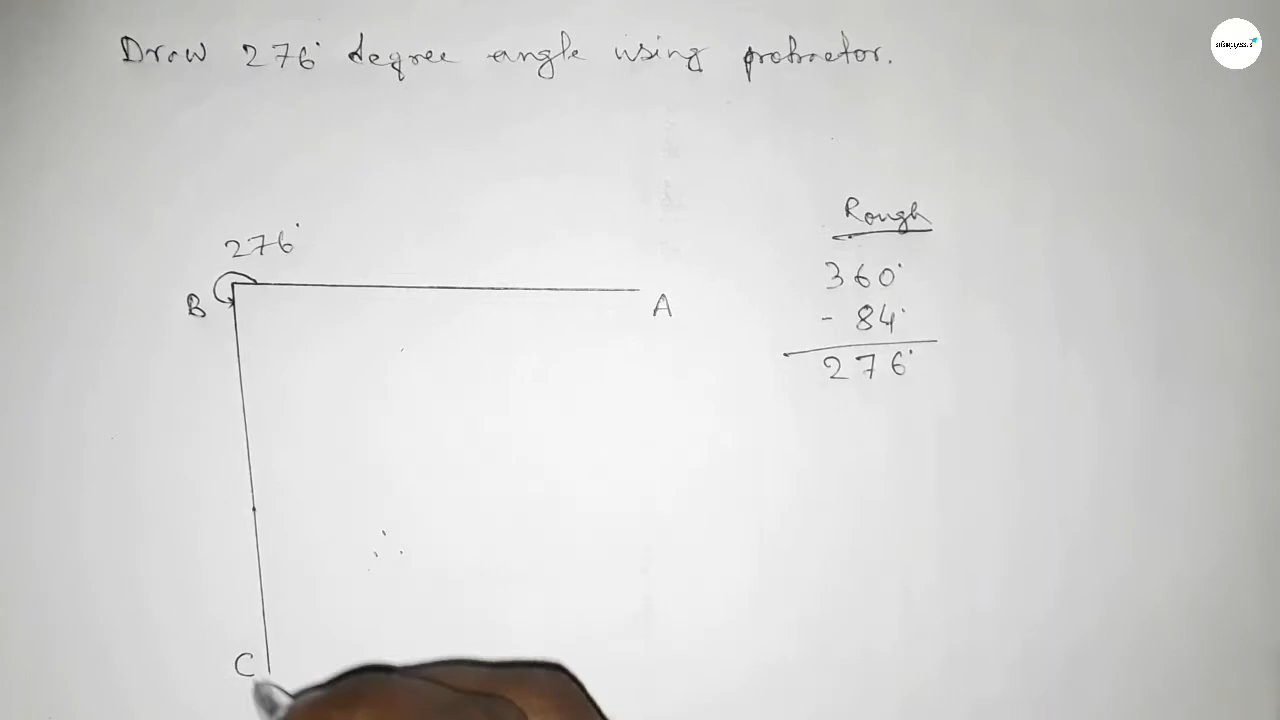 Draw 276° degree angle using protractor.
276°
B
A
C
Rough
360°
- 84°
276°